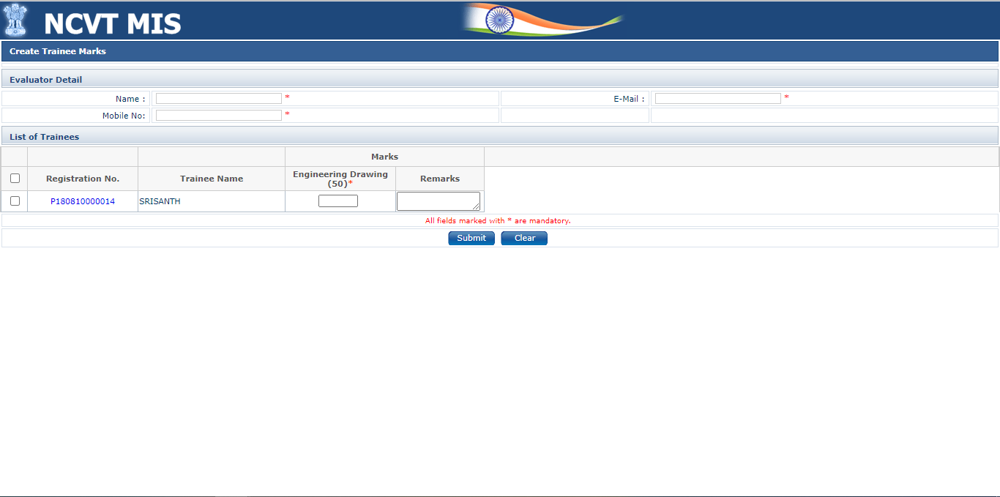 NCVT MIS
Create Trainee Marks
Evaluator Detail
Name : *
E-Mail : *
Mobile No: *
List of Trainees
Marks
Registration No. Trainee Name Engineering Drawing (50)* Remarks
P180810000014 SRISANTH
All fields marked with * are mandatory.
Submit Clear